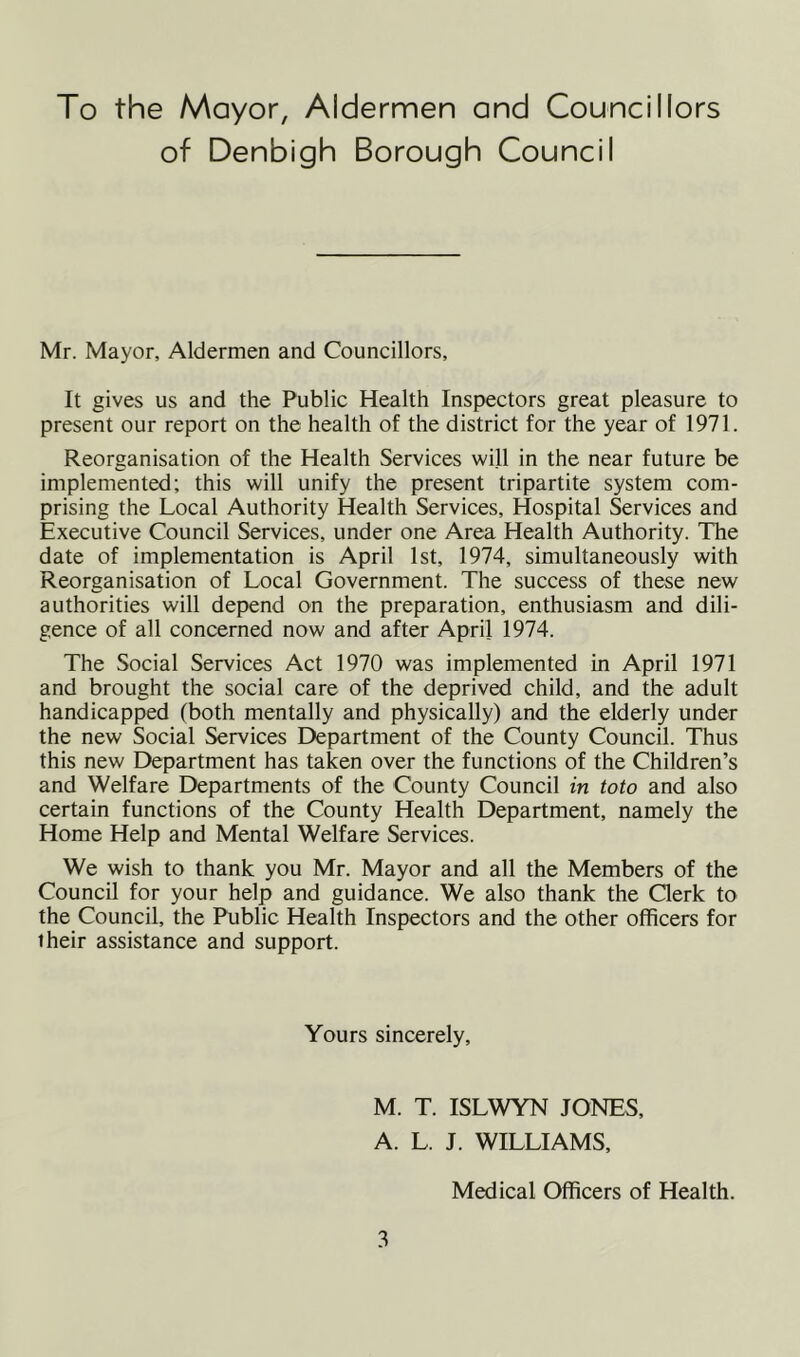 To the Mayor, Aldermen and Councillors
of Denbigh Borough Council
Mr. Mayor, Aldermen and Councillors,
It gives us and the Public Health Inspectors great pleasure to
present our report on the health of the district for the year of 1971.
Reorganisation of the Health Services will in the near future be
implemented; this will unify the present tripartite system com-
prising the Local Authority Health Services, Hospital Services and
Executive Council Services, under one Area Health Authority. The
date of implementation is April 1st, 1974, simultaneously with
Reorganisation of Local Government. The success of these new
authorities will depend on the preparation, enthusiasm and dili-
gence of all concerned now and after April 1974.
The Social Services Act 1970 was implemented in April 1971
and brought the social care of the deprived child, and the adult
handicapped (both mentally and physically) and the elderly under
the new Social Services Department of the County Council. Thus
this new Department has taken over the functions of the Children's
and Welfare Departments of the County Council in toto and also
certain functions of the County Health Department, namely the
Home Help and Mental Welfare Services.
We wish to thank you Mr. Mayor and all the Members of the
Council for your help and guidance. We also thank the Clerk to
the Council, the Public Health Inspectors and the other officers for
their assistance and support.
Yours sincerely,
M. T. ISLWYN JONES,
A. L. J. WILLIAMS,
Medical Officers of Health.
3